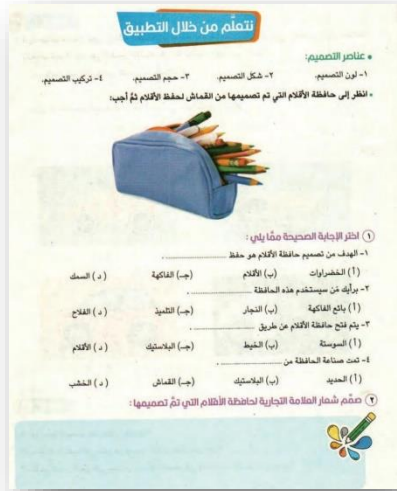 نتعلَّم من خلال التطبيق
• عناصر التصميم:
١- لون التصميم. ٢- شكل التصميم. ٣- حجم التصميم. ٤- تركيب التصميم.
• انظر إلى حافظة الأقلام التي تم تصميمها من القماش لحفظ الأقلام ثمَّ أجب:
١ اختر الإجابة الصحيحة ممَّا يلي :
١- الهدف من تصميم حافظة الأقلام هو حفظ ................... .
(أ) الخضراوات (ب) الأقلام (جـ) الفاكهة (د) السمك
٢- برأيك مَن سيستخدم هذه الحافظة ................... .
(أ) بائع الفاكهة (ب) النجار (جـ) التلميذ (د) الفلاح
٣- يتم فتح حافظة الأقلام عن طريق ................... .
(أ) السوستة (ب) الخيط (جـ) البلاستيك (د) الأقلام
٤- تمت صناعة الحافظة من ................... .
(أ) الحديد (ب) البلاستيك (جـ) القماش (د) الخشب
٢ صمِّم شعار العلامة التجارية لحافظة الأقلام التي تمَّ تصميمها :